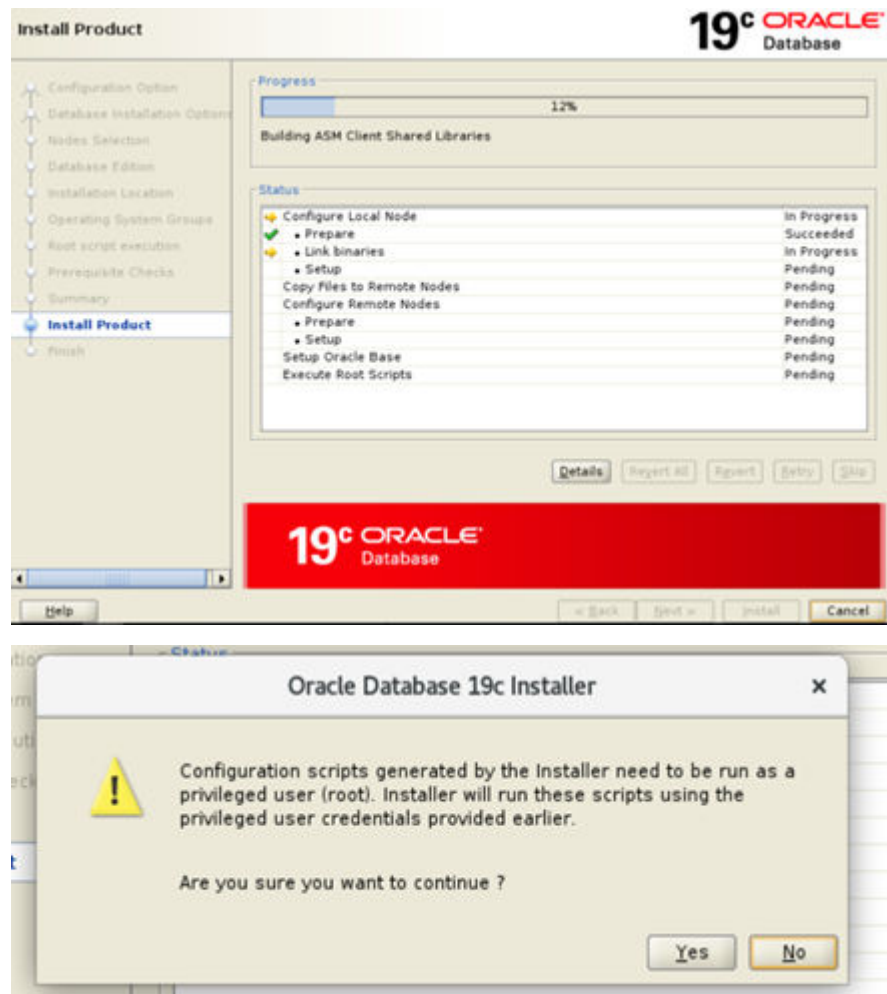 Install Product
19c ORACLE
Database
Configuration Option
Database Installation Options
Nodes Selection
Database Edition
Installation Location
Operating System Groups
Root script execution
Prerequisite Checks
Summary
Install Product
Finish
Progress
12%
Building ASM Client Shared Libraries
Status
Configure Local Node In Progress
• Prepare Succeeded
• Link binaries In Progress
• Setup Pending
Copy Files to Remote Nodes Pending
Configure Remote Nodes Pending
• Prepare Pending
• Setup Pending
Setup Oracle Base Pending
Execute Root Scripts Pending
Details Revert All Revert Retry Skip
19c ORACLE
Database
Help < Back Next > Install Cancel
Status
Oracle Database 19c Installer
Configuration scripts generated by the Installer need to be run as a
privileged user (root). Installer will run these scripts using the
privileged user credentials provided earlier.
Are you sure you want to continue ?
Yes No